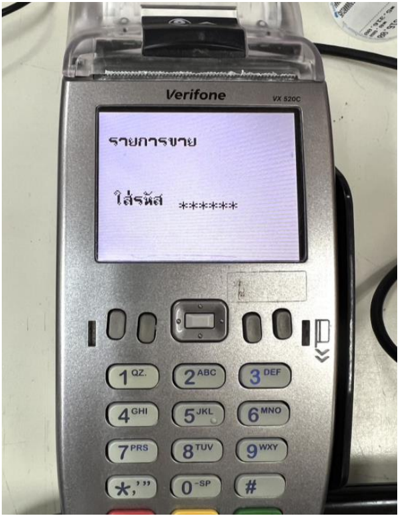 Verifone
VX 820C
รายการขาย
ใส่รหัส ******
1 QZ.
2 ABC
3 DEF
4 GHI
5 JKL
6 MNO
7 PRS
8 TUV
9 WXY
*,'"
0 -SP
#